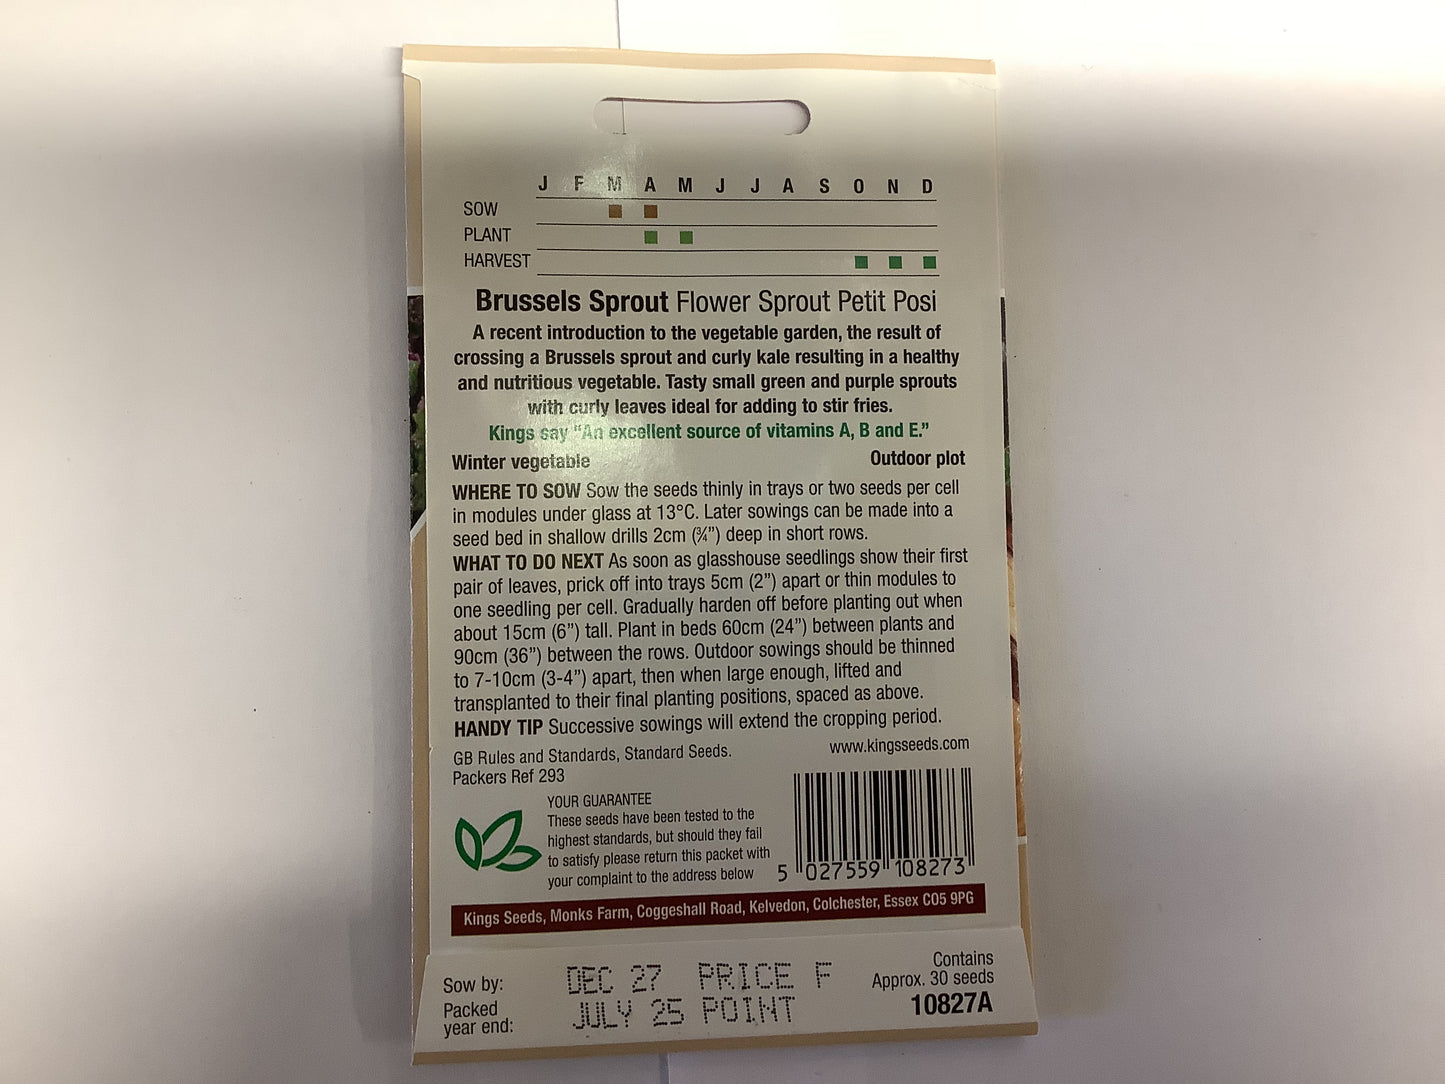 J F M A M J J A S O N D
SOW
PLANT
HARVEST
Brussels Sprout Flower Sprout Petit Posi
A recent introduction to the vegetable garden, the result of
crossing a Brussels sprout and curly kale resulting in a healthy
and nutritious vegetable. Tasty small green and purple sprouts
with curly leaves ideal for adding to stir fries.
Kings say “An excellent source of vitamins A, B and E.”
Winter vegetable Outdoor plot
WHERE TO SOW Sow the seeds thinly in trays or two seeds per cell
in modules under glass at 13°C. Later sowings can be made into a
seed bed in shallow drills 2cm (¾”) deep in short rows.
WHAT TO DO NEXT As soon as glasshouse seedlings show their first
pair of leaves, prick off into trays 5cm (2”) apart or thin modules to
one seedling per cell. Gradually harden off before planting out when
about 15cm (6”) tall. Plant in beds 60cm (24”) between plants and
90cm (36”) between the rows. Outdoor sowings should be thinned
to 7-10cm (3-4”) apart, then when large enough, lifted and
transplanted to their final planting positions, spaced as above.
HANDY TIP Successive sowings will extend the cropping period.
GB Rules and Standards, Standard Seeds. www.kingsseeds.com
Packers Ref 293
YOUR GUARANTEE
These seeds have been tested to the
highest standards, but should they fail
to satisfy please return this packet with
your complaint to the address below
5 027559 108273
Kings Seeds, Monks Farm, Coggeshall Road, Kelvedon, Colchester, Essex CO5 9PG
Sow by: DEC 27 PRICE F
Packed
year end: JULY 25 POINT
Contains
Approx. 30 seeds
10827A